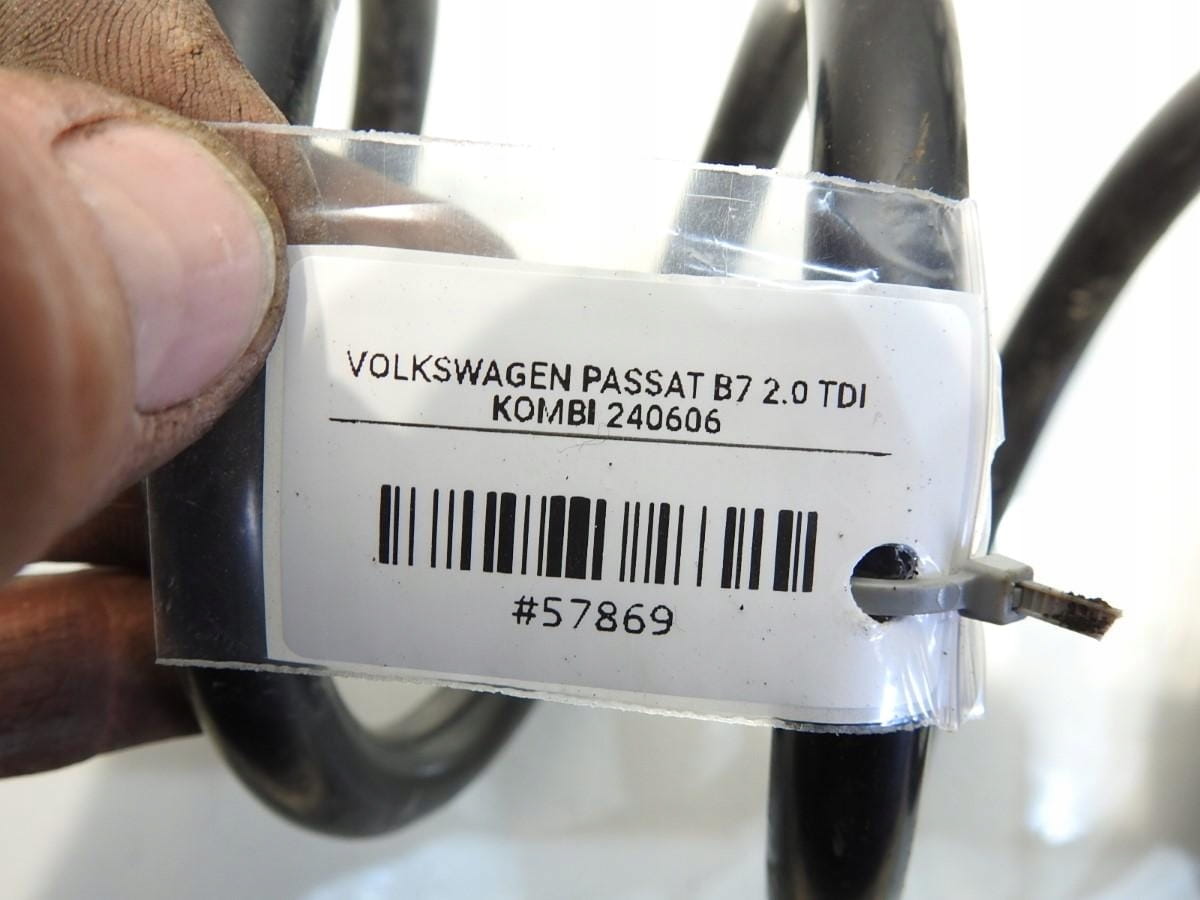 VOLKSWAGEN PASSAT B7 2.0 TDI
KOMBI 240606
#57869